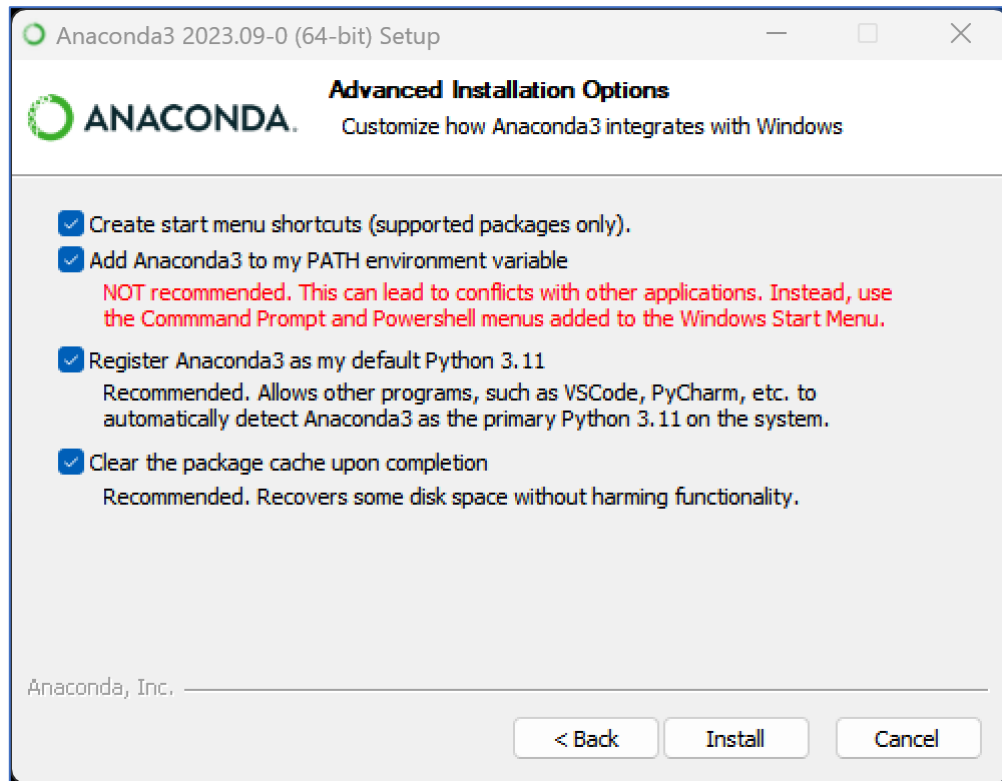 Anaconda3 2023.09-0 (64-bit) Setup
ANACONDA.
Advanced Installation Options
Customize how Anaconda3 integrates with Windows
Create start menu shortcuts (supported packages only).
Add Anaconda3 to my PATH environment variable
NOT recommended. This can lead to conflicts with other applications. Instead, use
the Commmand Prompt and Powershell menus added to the Windows Start Menu.
Register Anaconda3 as my default Python 3.11
Recommended. Allows other programs, such as VSCode, PyCharm, etc. to
automatically detect Anaconda3 as the primary Python 3.11 on the system.
Clear the package cache upon completion
Recommended. Recovers some disk space without harming functionality.
Anaconda, Inc.
< Back Install Cancel